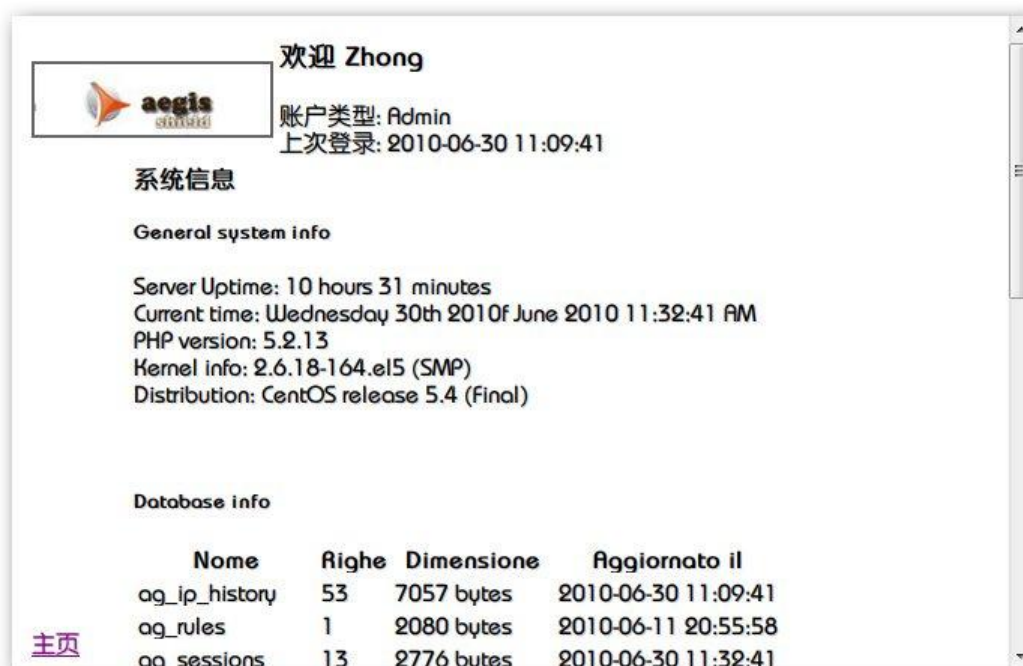 欢迎 Zhong
aegis
shield
账户类型: Admin
上次登录: 2010-06-30 11:09:41
系统信息
General system info
Server Uptime: 10 hours 31 minutes
Current time: Wednesday 30th 2010f June 2010 11:32:41 AM
PHP version: 5.2.13
Kernel info: 2.6.18-164.el5 (SMP)
Distribution: CentOS release 5.4 (Final)
Database info
Nome Righe Dimensione Aggiornato il
ag_ip_history 53 7057 bytes 2010-06-30 11:09:41
ag_rules 1 2080 bytes 2010-06-11 20:55:58
ag_sessions 13 2776 bytes 2010-06-30 11:32:41
主页